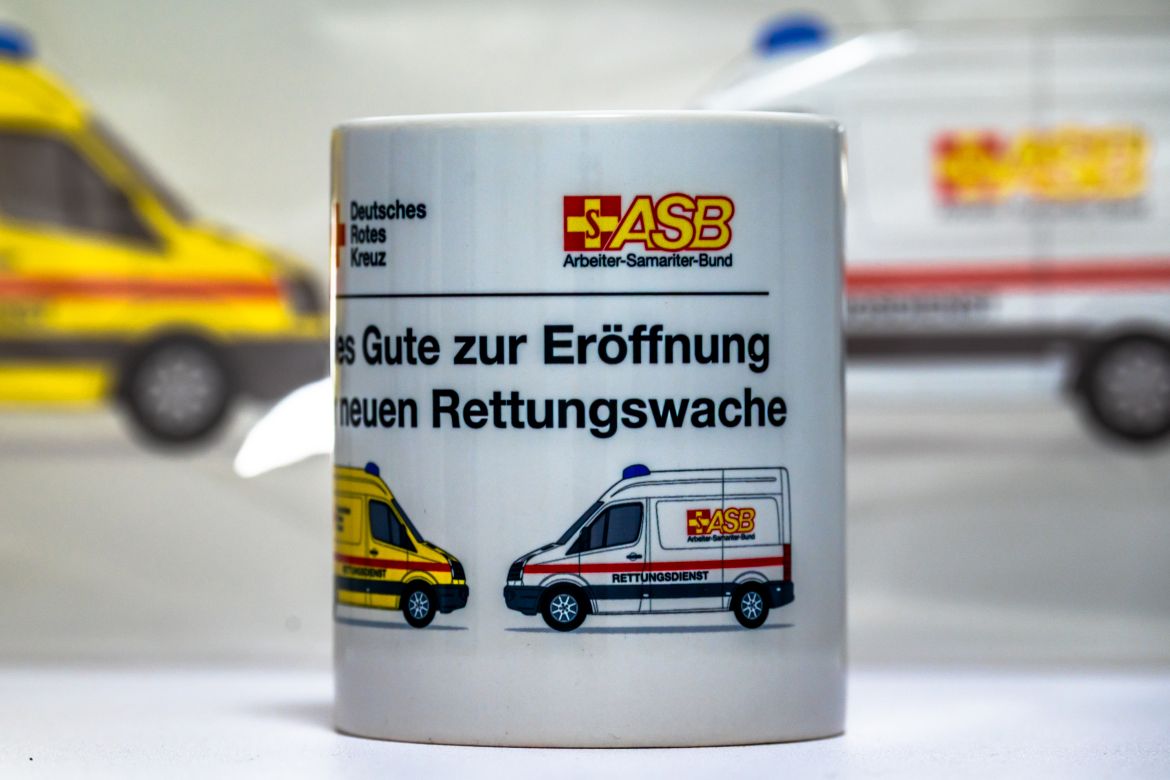 Deutsches
Rotes
Kreuz
S ASB
Arbeiter-Samariter-Bund
es Gute zur Eröffnung
neuen Rettungswache
RETTUNGSDIENST
S ASB
Arbeiter-Samariter-Bund
RETTUNGSDIENST
ASB